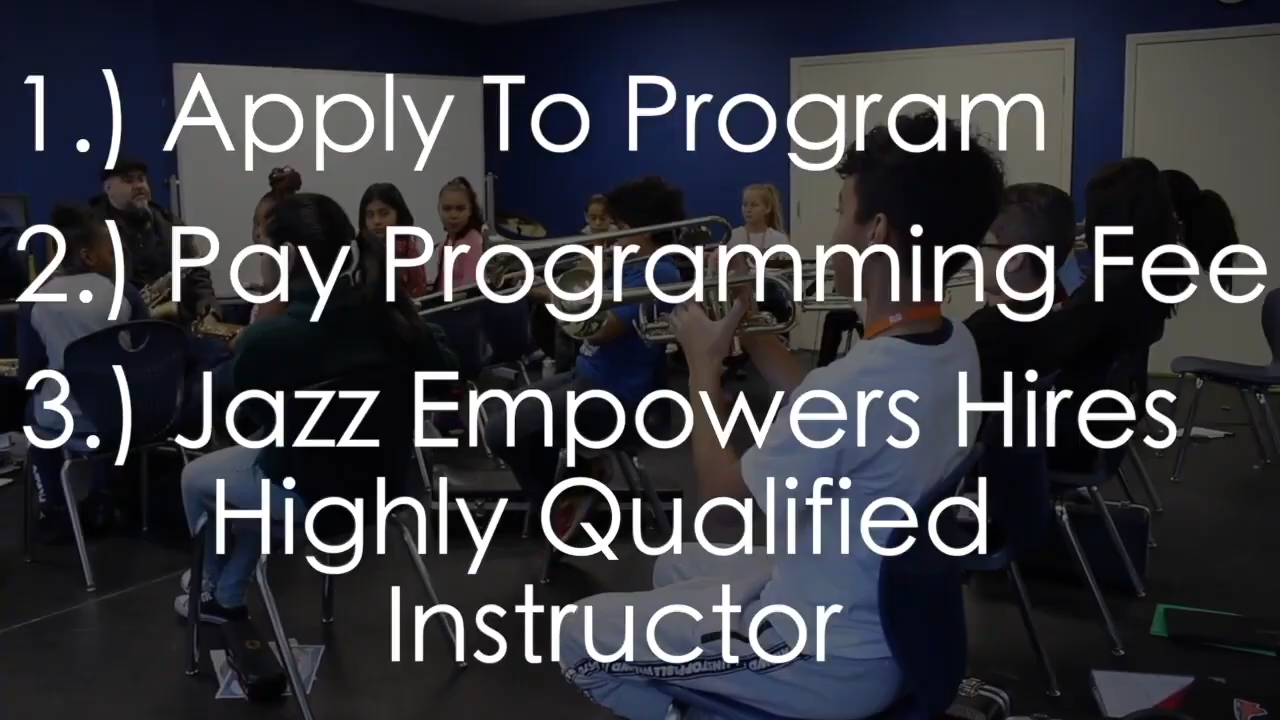 1.) Apply To Program
2.) Pay Programming Fee
3.) Jazz Empowers Hires
Highly Qualified
Instructor